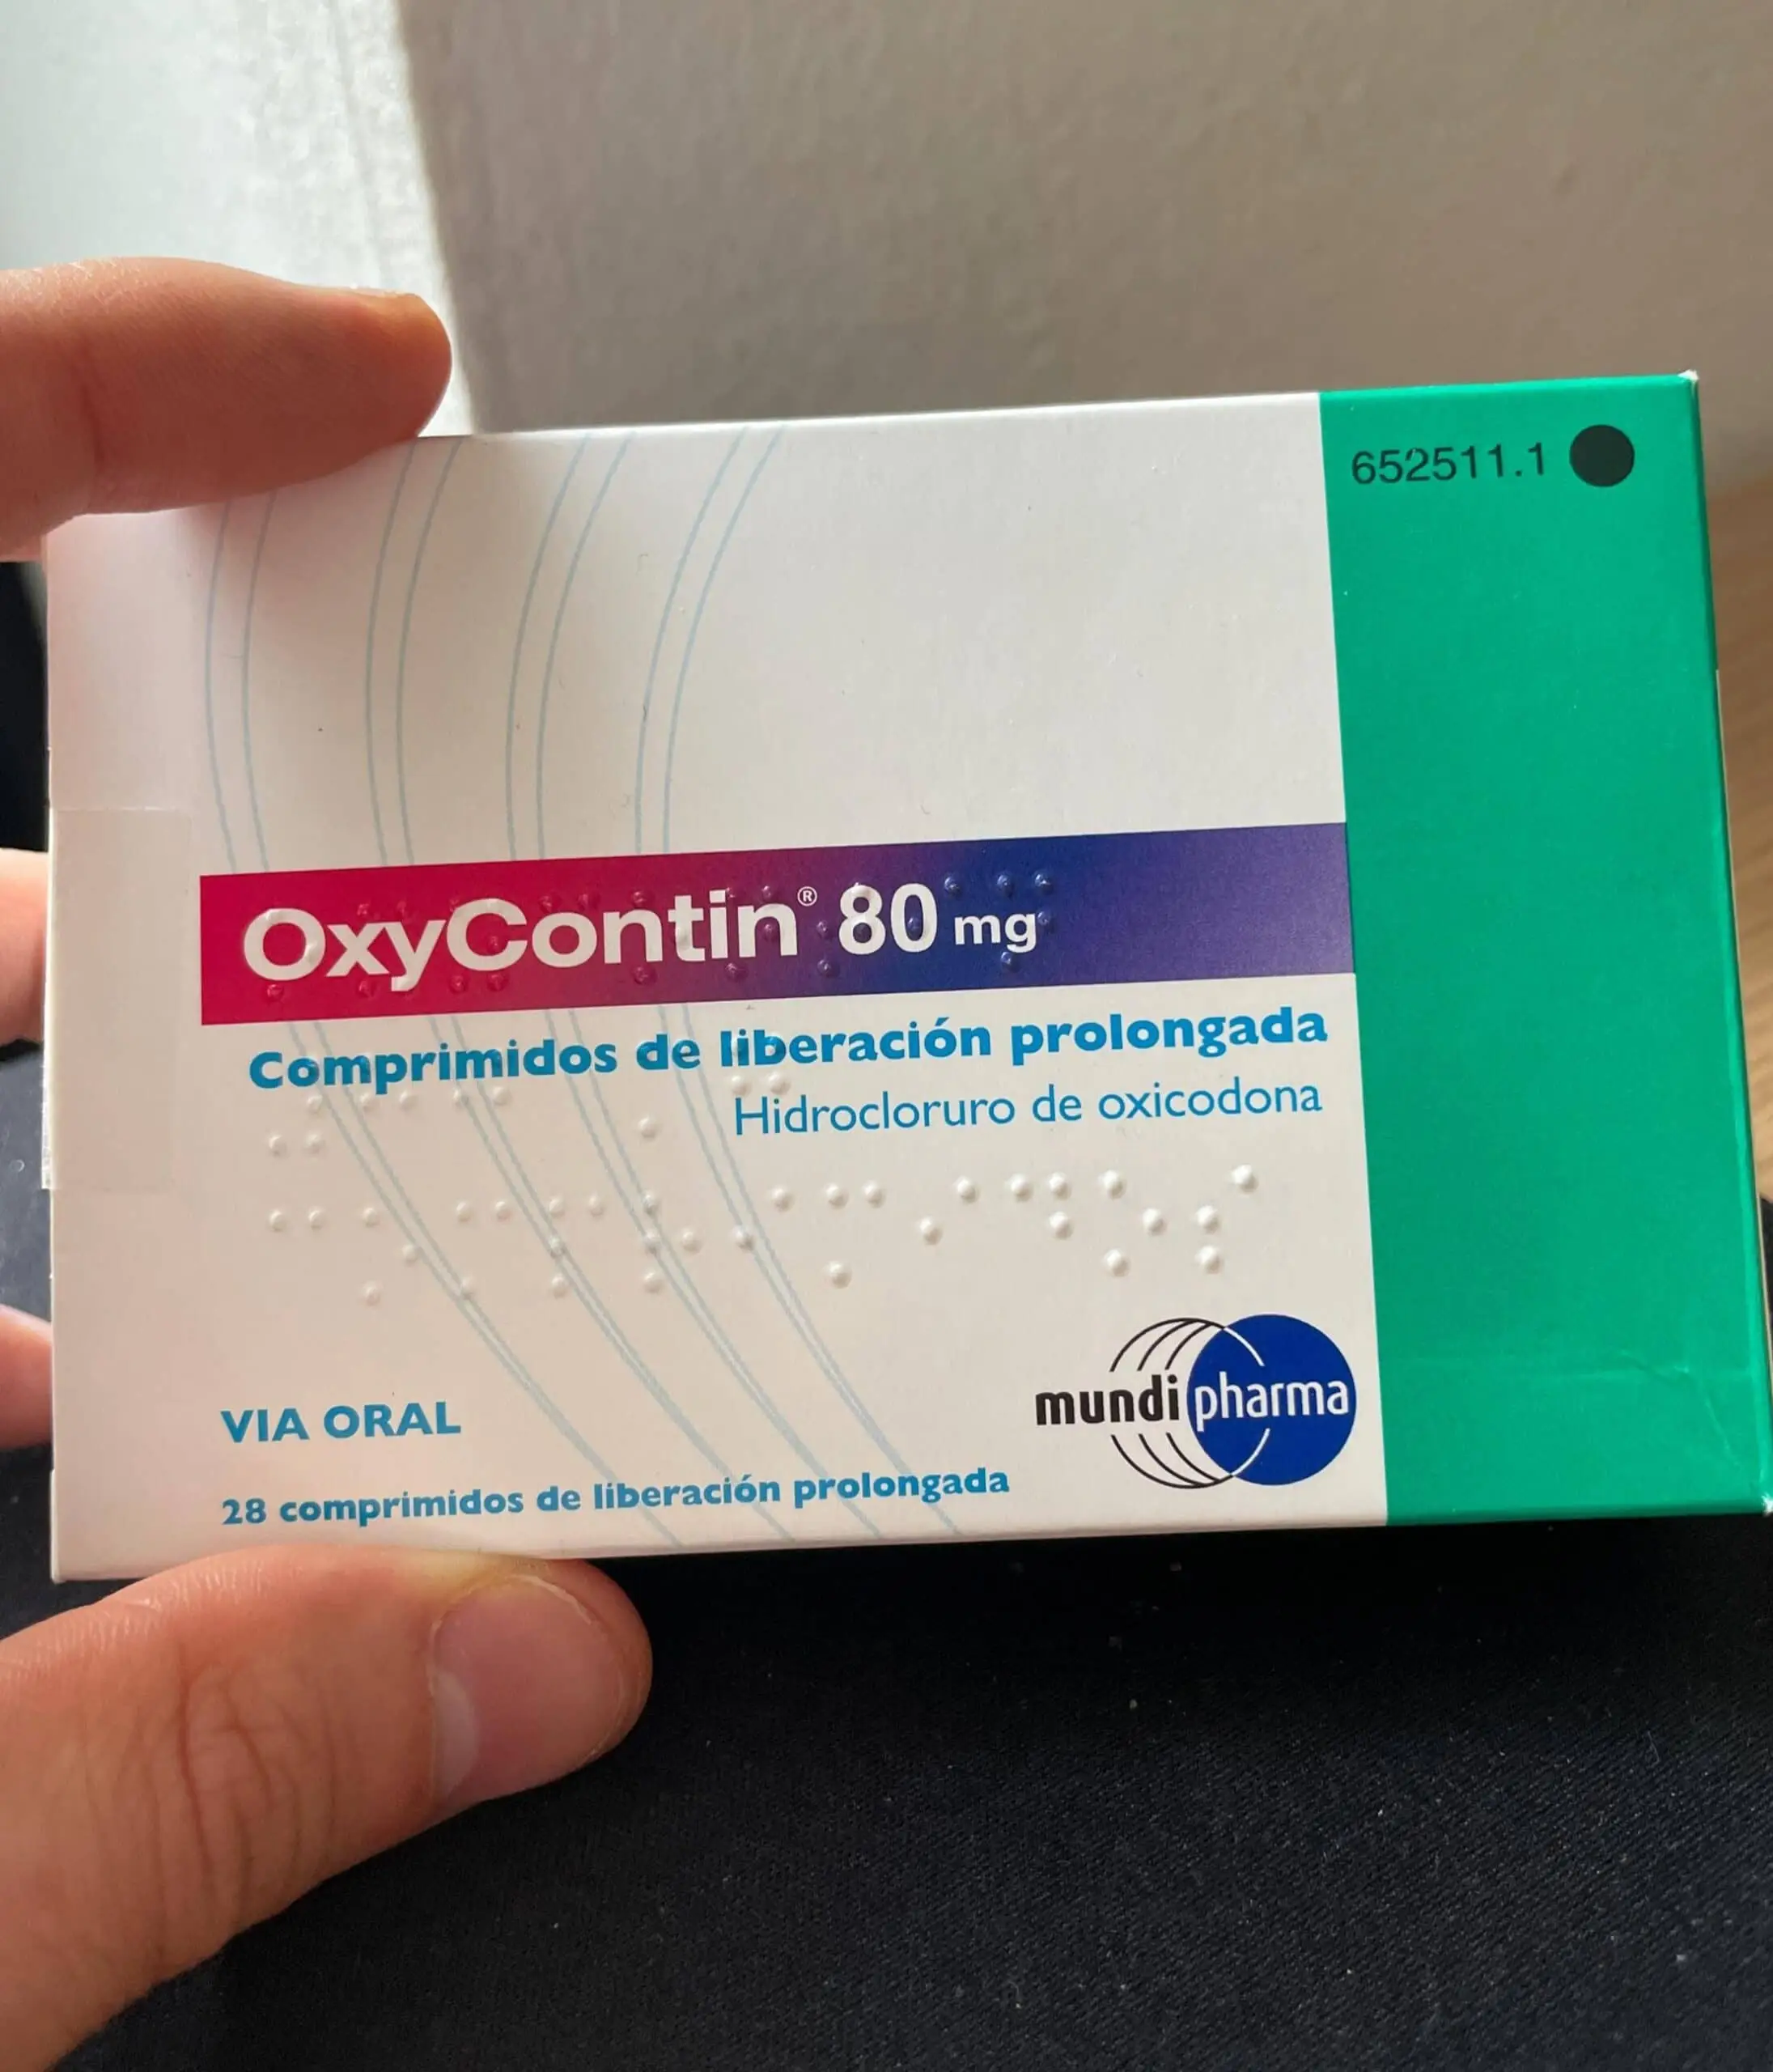 652511.1
OxyContin® 80 mg
Comprimidos de liberación prolongada
Hidrocloruro de oxicodona
mundipharma
VIA ORAL
28 comprimidos de liberación prolongada